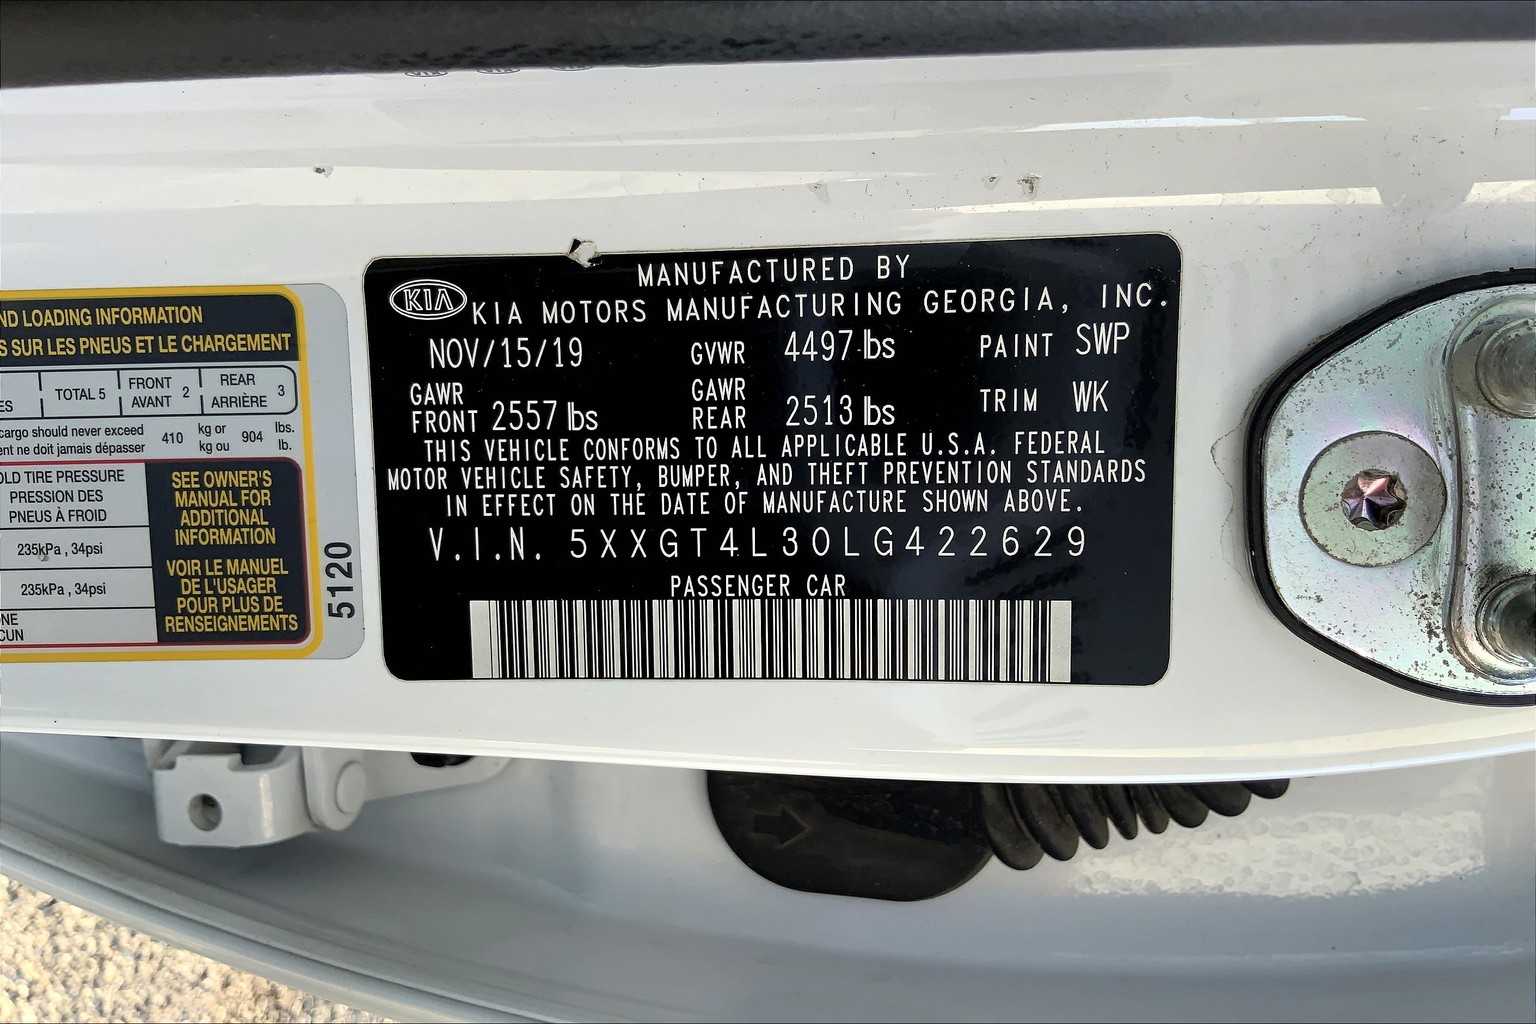 ND LOADING INFORMATION
S SUR LES PNEUS ET LE CHARGEMENT
ES
TOTAL 5
FRONT
AVANT 2
REAR
ARRIÈRE 3
cargo should never exceed 410 kg or 904 lbs.
ent ne doit jamais dépasser kg ou lb.
OLD TIRE PRESSURE
PRESSION DES
PNEUS À FROID
235kPa , 34psi
235kPa , 34psi
ONE
CUN
SEE OWNER'S
MANUAL FOR
ADDITIONAL
INFORMATION
VOIR LE MANUEL
DE L'USAGER
POUR PLUS DE
RENSEIGNEMENTS
5120
MANUFACTURED BY
KIA KIA MOTORS MANUFACTURING GEORGIA, INC.
NOV/15/19 GVWR 4497 lbs PAINT SWP
GAWR FRONT 2557 lbs GAWR REAR 2513 lbs TRIM WK
THIS VEHICLE CONFORMS TO ALL APPLICABLE U.S.A. FEDERAL
MOTOR VEHICLE SAFETY, BUMPER, AND THEFT PREVENTION STANDARDS
IN EFFECT ON THE DATE OF MANUFACTURE SHOWN ABOVE.
V.I.N. 5XXGT4L30LG422629
PASSENGER CAR